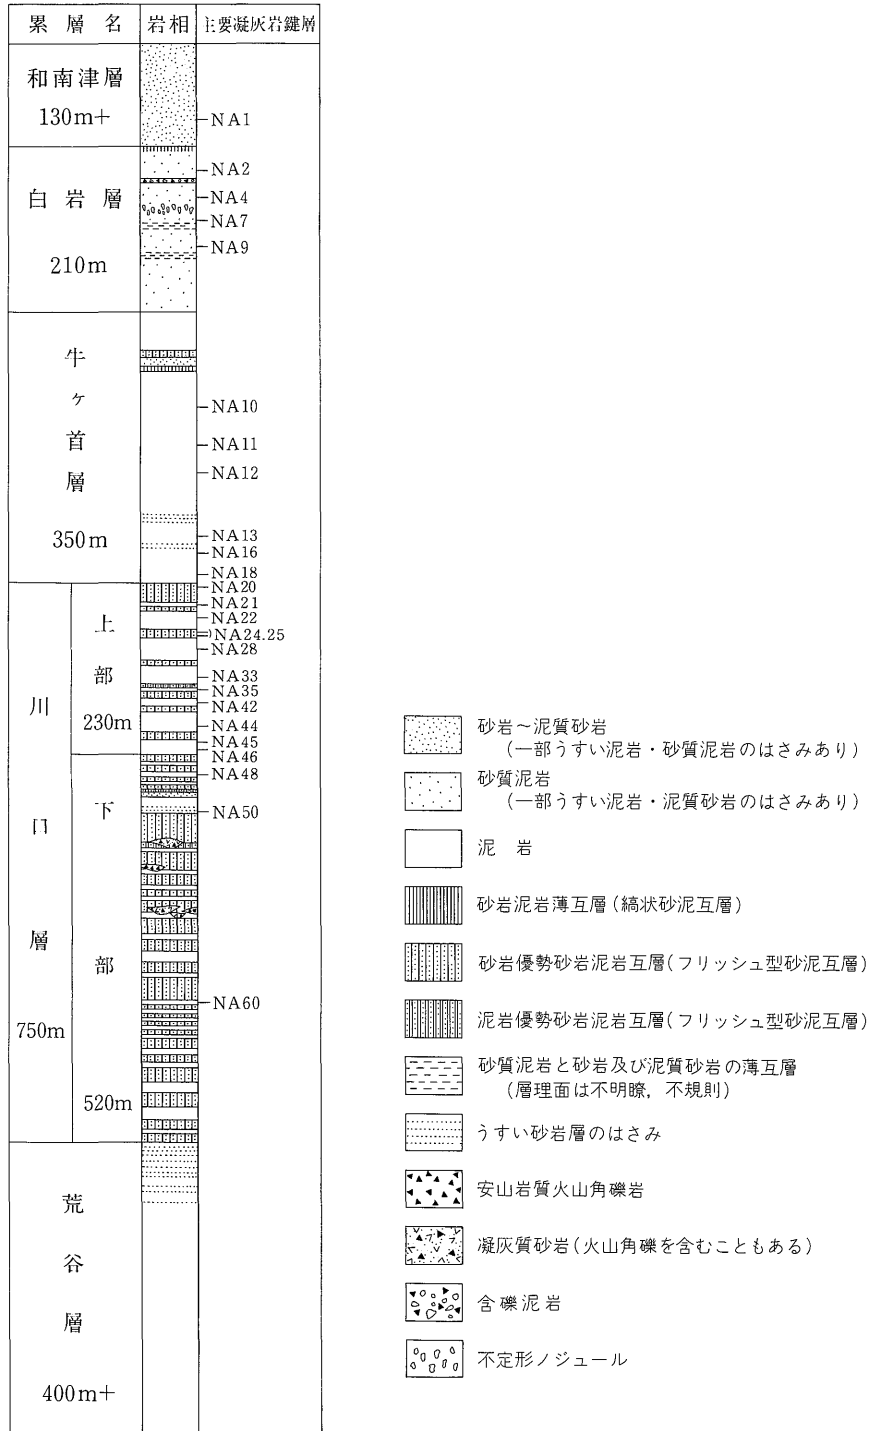 累層名 岩相 主要凝灰岩鍵層
和南津層
130m+
NA1
白岩層
210m
NA2
NA4
NA7
NA9
牛ヶ首層
350m
NA10
NA11
NA12
NA13
NA16
NA18
川口層
750m
上部
230m
NA20
NA21
NA22
NA24.25
NA28
NA33
NA35
NA42
NA44
NA45
下部
520m
NA46
NA48
NA50
NA60
荒谷層
400m+
砂岩〜泥質砂岩
(一部うすい泥岩・砂質泥岩のはさみあり)
砂質泥岩
(一部うすい泥岩・泥質砂岩のはさみあり)
泥 岩
砂岩泥岩薄互層(縞状砂泥互層)
砂岩優勢砂岩泥岩互層(フリッシュ型砂泥互層)
泥岩優勢砂岩泥岩互層(フリッシュ型砂泥互層)
砂質泥岩と砂岩及び泥質砂岩の薄互層
(層理面は不明瞭，不規則)
うすい砂岩層のはさみ
安山岩質火山角礫岩
凝灰質砂岩(火山角礫を含むこともある)
含礫泥岩
不定形ノジュール